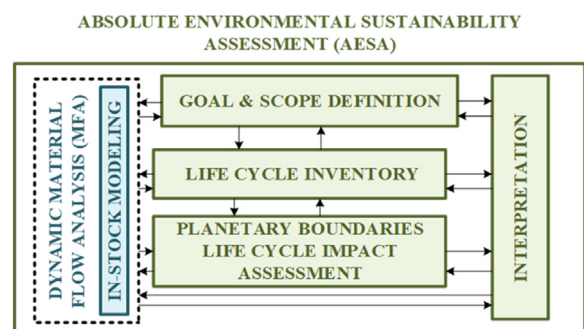 ABSOLUTE ENVIRONMENTAL SUSTAINABILITY
ASSESSMENT (AESA)
DYNAMIC MATERIAL
FLOW ANALYSIS (MFA)
IN-STOCK MODELING
GOAL & SCOPE DEFINITION
LIFE CYCLE INVENTORY
PLANETARY BOUNDARIES
LIFE CYCLE IMPACT
ASSESSMENT
INTERPRETATION